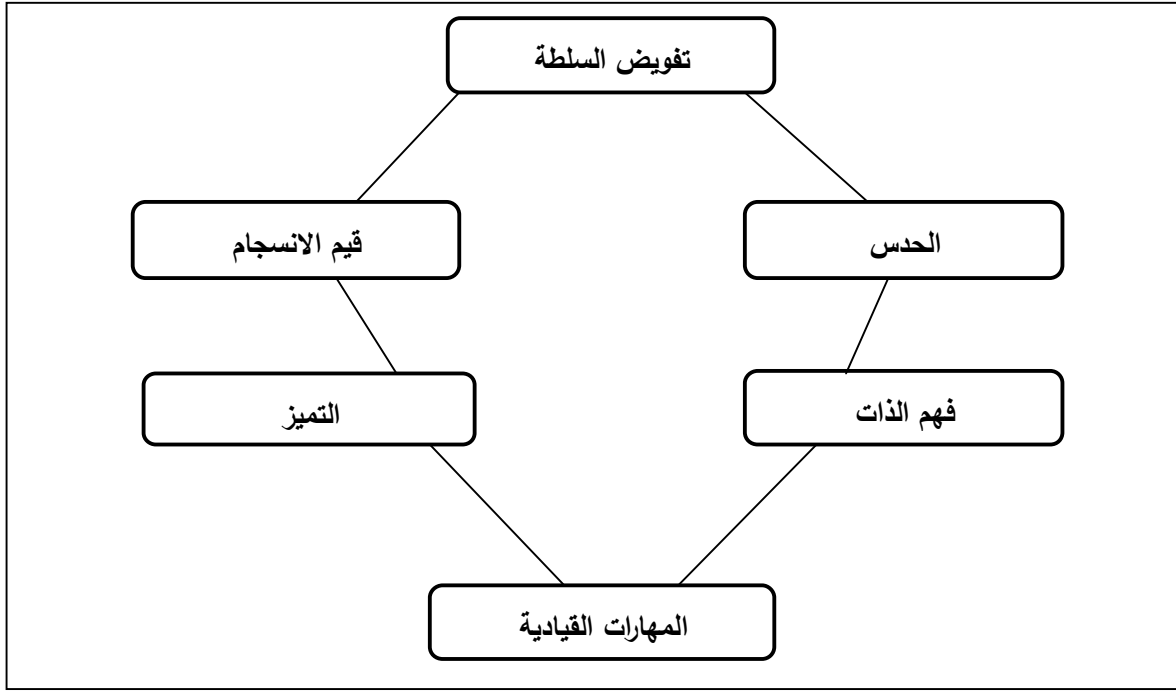 تفويض السلطة
الحدس
قيم الانسجام
فهم الذات
التميز
المهارات القيادية